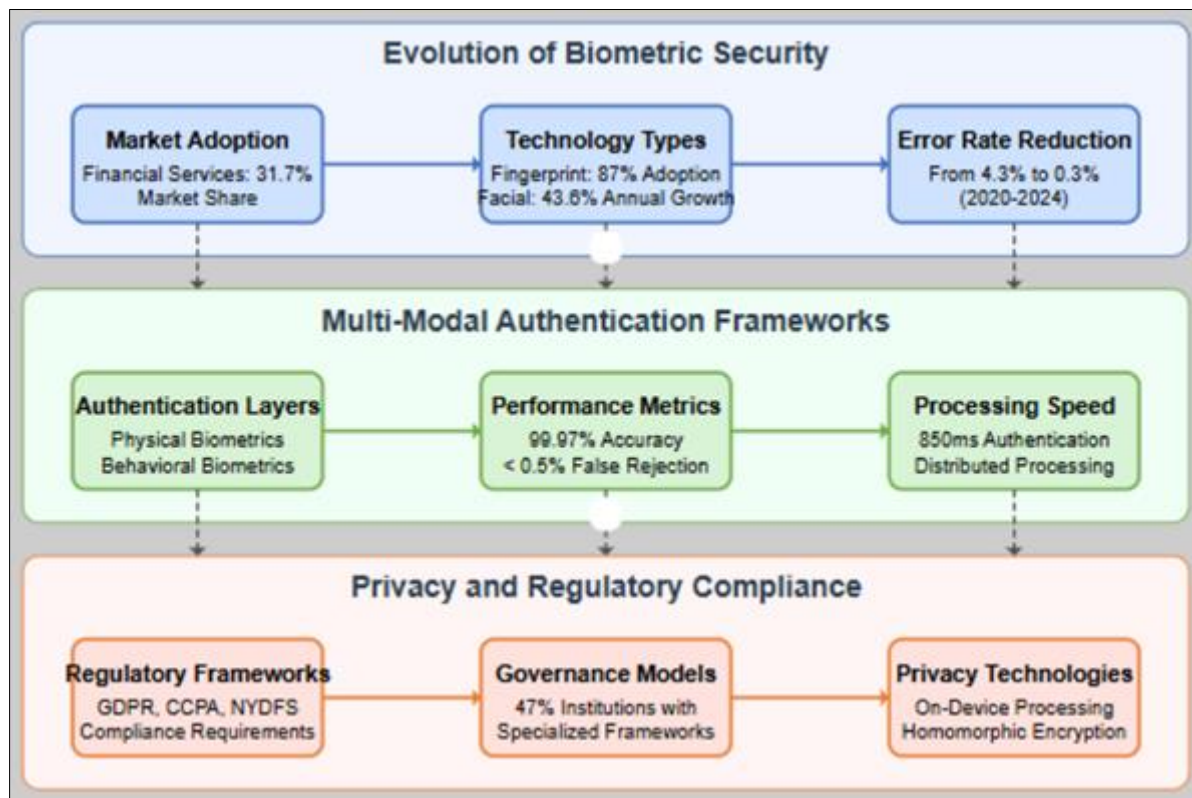 Evolution of Biometric Security
Market Adoption
Financial Services: 31.7%
Market Share
Technology Types
Fingerprint: 87% Adoption
Facial: 43.6% Annual Growth
Error Rate Reduction
From 4.3% to 0.3%
(2020-2024)
Multi-Modal Authentication Frameworks
Authentication Layers
Physical Biometrics
Behavioral Biometrics
Performance Metrics
99.97% Accuracy
< 0.5% False Rejection
Processing Speed
850ms Authentication
Distributed Processing
Privacy and Regulatory Compliance
Regulatory Frameworks
GDPR, CCPA, NYDFS
Compliance Requirements
Governance Models
47% Institutions with
Specialized Frameworks
Privacy Technologies
On-Device Processing
Homomorphic Encryption